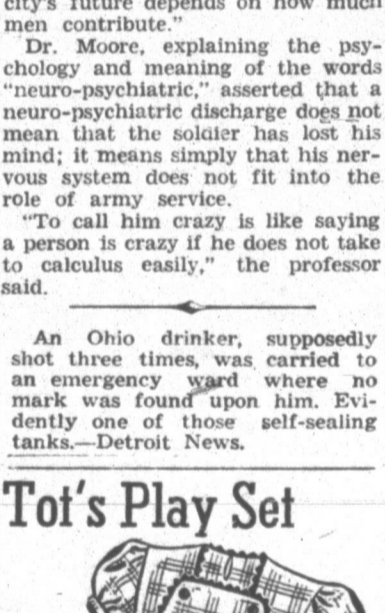 city's future depends on how much
men contribute."
Dr. Moore, explaining the psy-
chology and meaning of the words
"neuro-psychiatric," asserted that a
neuro-psychiatric discharge does not
mean that the soldier has lost his
mind; it means simply that his ner-
vous system does not fit into the
role of army service.
"To call him crazy is like saying
a person is crazy if he does not take
to calculus easily," the professor
said.
An Ohio drinker, supposedly
shot three times, was carried to
an emergency ward where no
mark was found upon him. Evi-
dently one of those self-sealing
tanks.—Detroit News.
Tot's Play Set